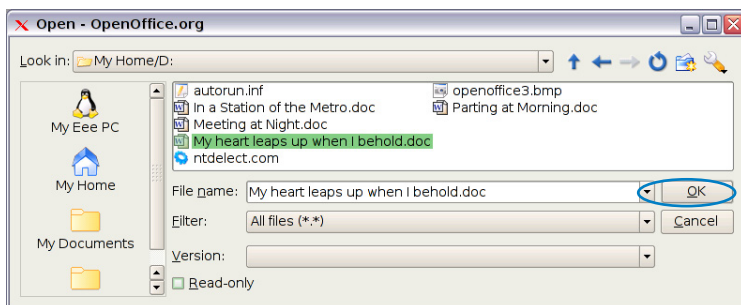 Open - OpenOffice.org
Look in: My Home/D:
My Eee PC
My Home
My Documents
autorun.inf
In a Station of the Metro.doc
Meeting at Night.doc
My heart leaps up when I behold.doc
ntdelect.com
openoffice3.bmp
Parting at Morning.doc
File name: My heart leaps up when I behold.doc OK
Filter: All files (*.*) Cancel
Version:
Read-only